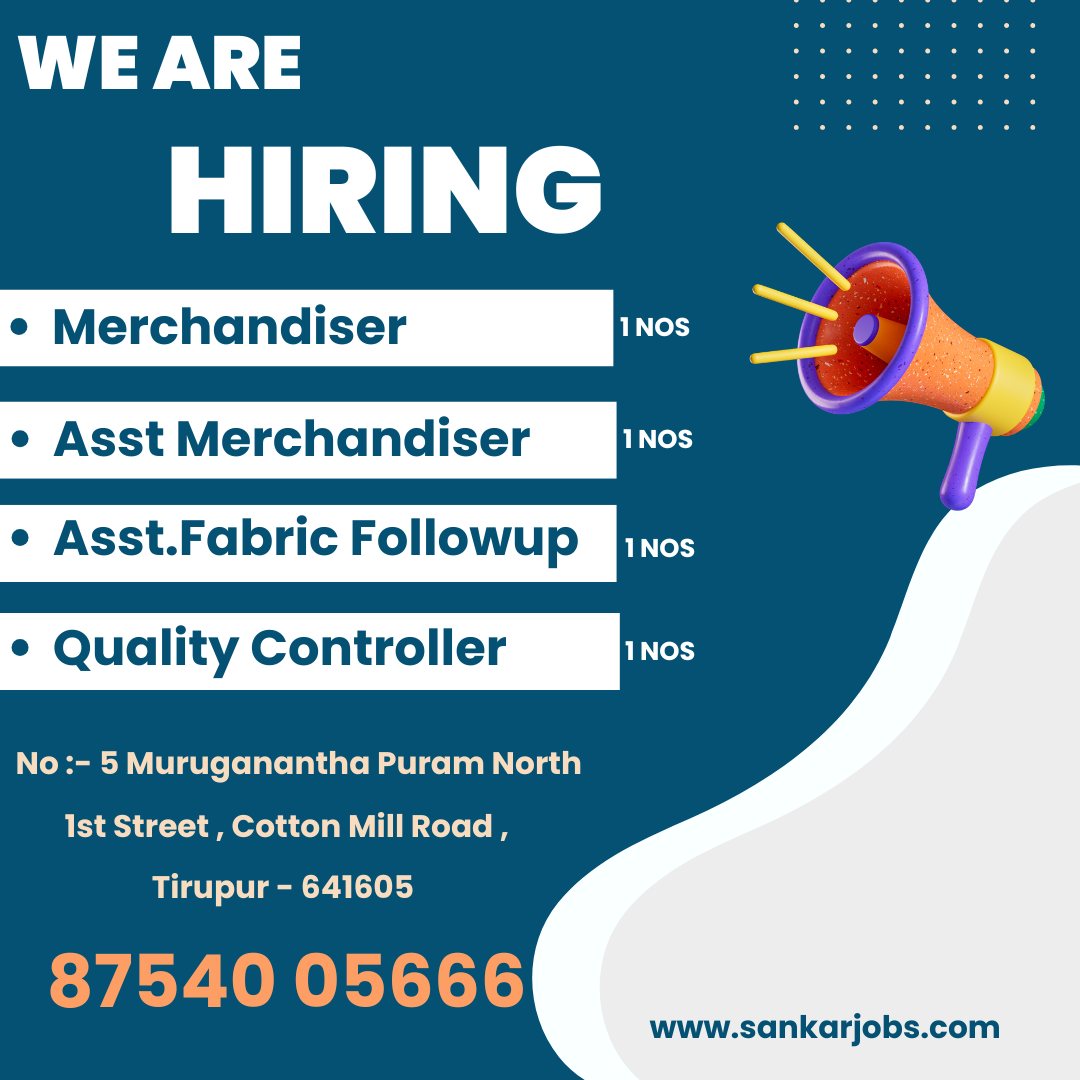 WE ARE
HIRING
• Merchandiser 1 NOS
• Asst Merchandiser 1 NOS
• Asst.Fabric Followup 1 NOS
• Quality Controller 1 NOS
No :- 5 Muruganantha Puram North
1st Street , Cotton Mill Road ,
Tirupur - 641605
87540 05666
www.sankarjobs.com